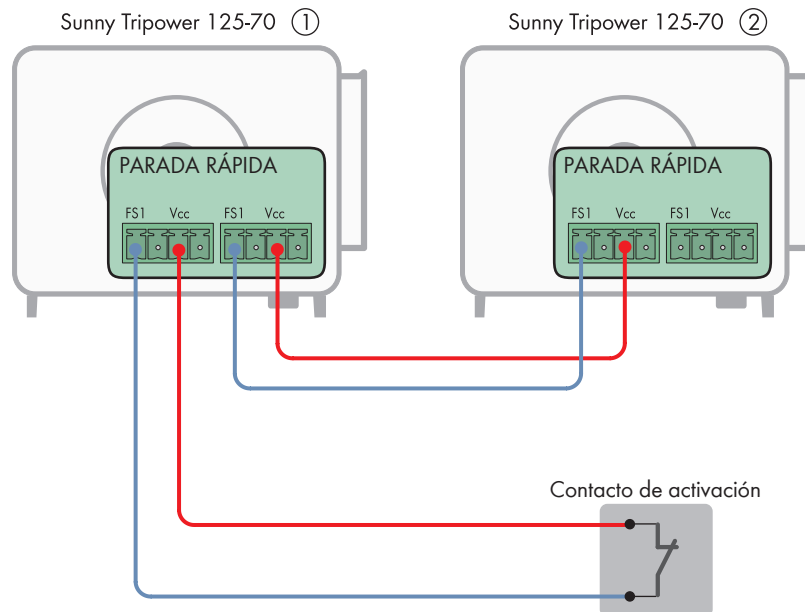 Sunny Tripower 125-70 ①
Sunny Tripower 125-70 ②
PARADA RÁPIDA
FS1 Vcc FS1 Vcc
PARADA RÁPIDA
FS1 Vcc FS1 Vcc
Contacto de activación